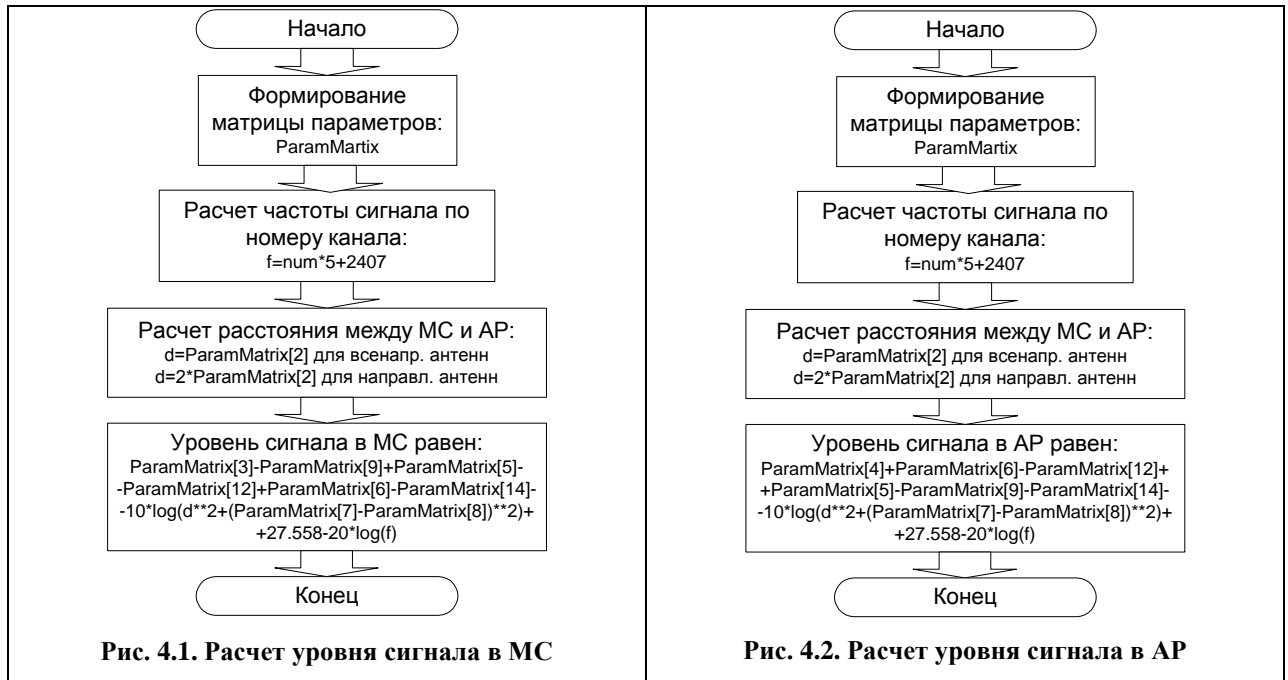 Начало
Формирование
матрицы параметров:
ParamMartix
Расчет частоты сигнала по
номеру канала:
f=num*5+2407
Расчет расстояния между МС и АР:
d=ParamMatrix[2] для всенапр. антенн
d=2*ParamMatrix[2] для направл. антенн
Уровень сигнала в МС равен:
ParamMatrix[3]-ParamMatrix[9]+ParamMatrix[5]-
-ParamMatrix[12]+ParamMatrix[6]-ParamMatrix[14]-
-10*log(d**2+(ParamMatrix[7]-ParamMatrix[8])**2)+
+27.558-20*log(f)
Конец
Рис. 4.1. Расчет уровня сигнала в МС
Начало
Формирование
матрицы параметров:
ParamMartix
Расчет частоты сигнала по
номеру канала:
f=num*5+2407
Расчет расстояния между МС и АР:
d=ParamMatrix[2] для всенапр. антенн
d=2*ParamMatrix[2] для направл. антенн
Уровень сигнала в АР равен:
ParamMatrix[4]+ParamMatrix[6]-ParamMatrix[12]+
+ParamMatrix[5]-ParamMatrix[9]-ParamMatrix[14]-
-10*log(d**2+(ParamMatrix[7]-ParamMatrix[8])**2)+
+27.558-20*log(f)
Конец
Рис. 4.2. Расчет уровня сигнала в АР